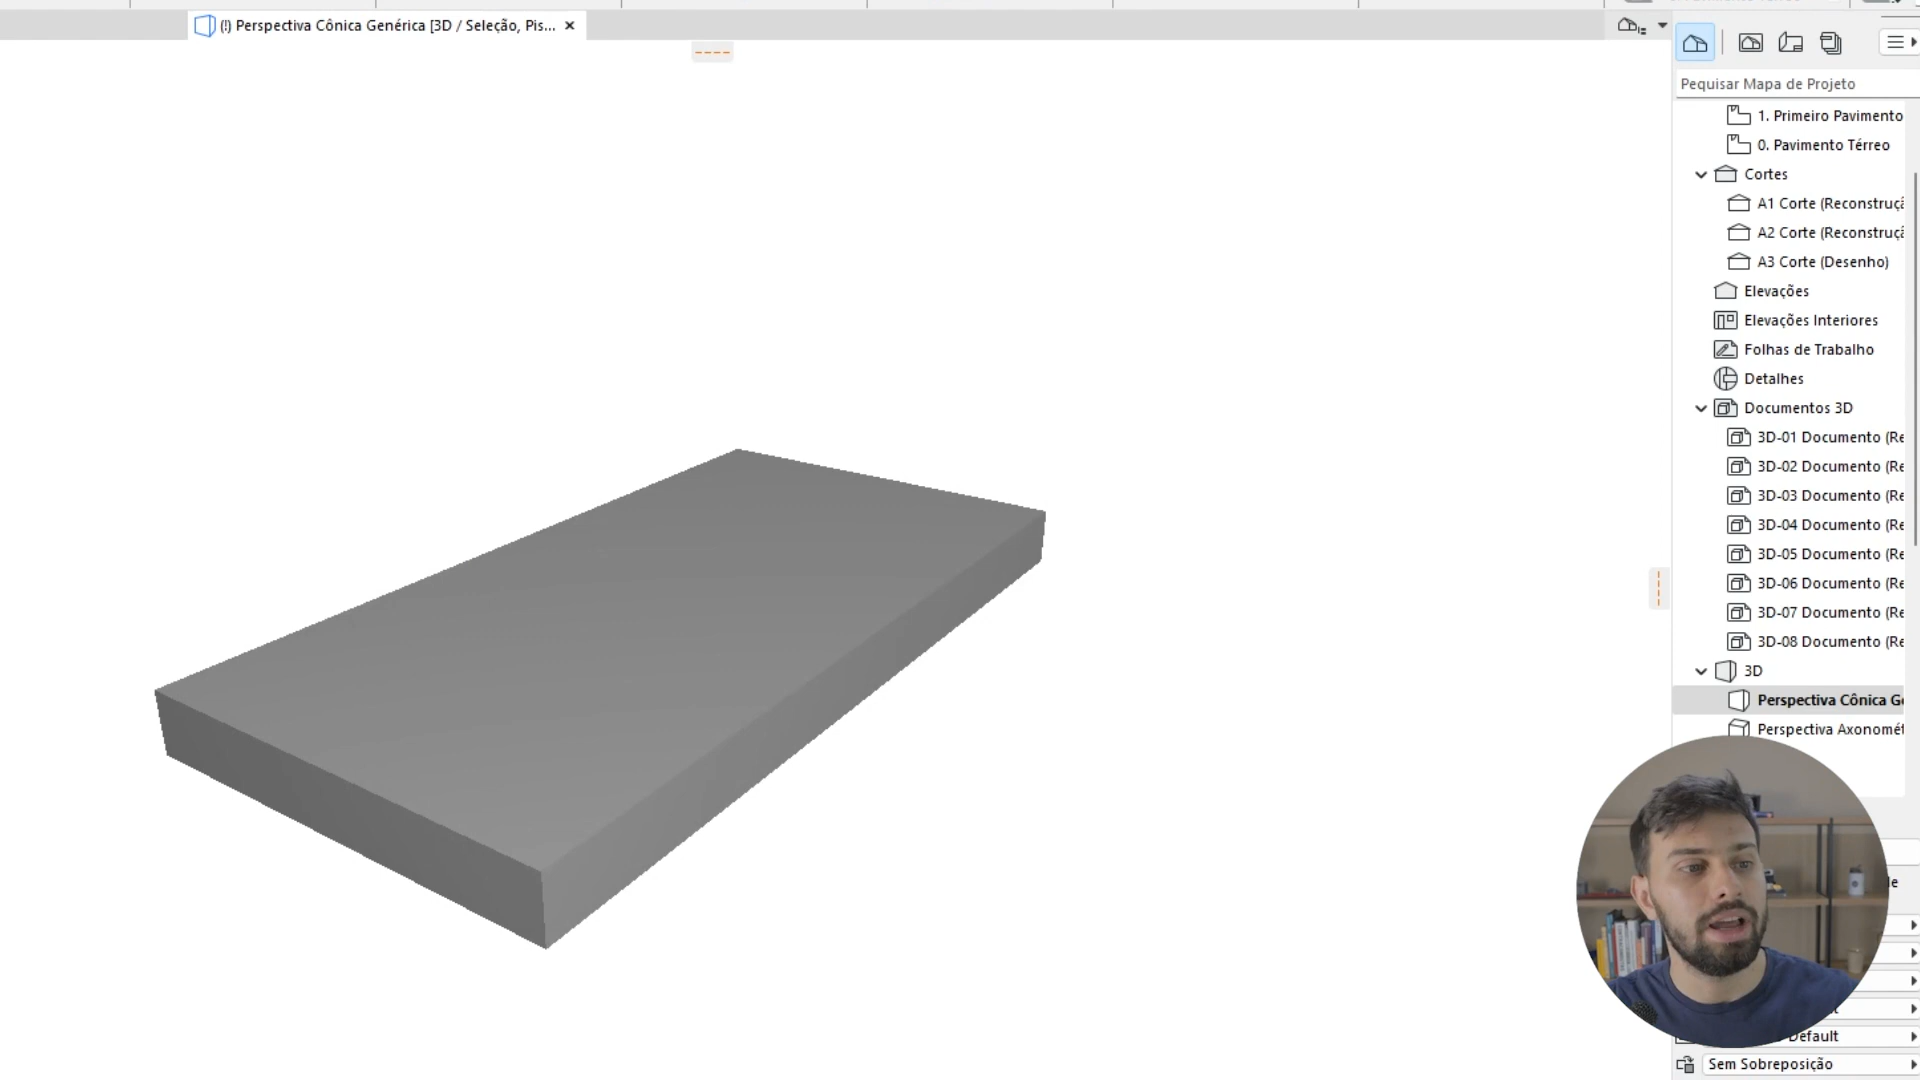 (!) Perspectiva Cônica Genérica [3D / Seleção, Pis...
Pequisar Mapa de Projeto
1. Primeiro Pavimento
0. Pavimento Térreo
Cortes
A1 Corte (Reconstruçã
A2 Corte (Reconstruçã
A3 Corte (Desenho)
Elevações
Elevações Interiores
Folhas de Trabalho
Detalhes
Documentos 3D
3D-01 Documento (Re
3D-02 Documento (Re
3D-03 Documento (Re
3D-04 Documento (Re
3D-05 Documento (Re
3D-06 Documento (Re
3D-07 Documento (Re
3D-08 Documento (Re
3D
Perspectiva Cônica Ge
Perspectiva Axonomét
Default
Sem Sobreposição